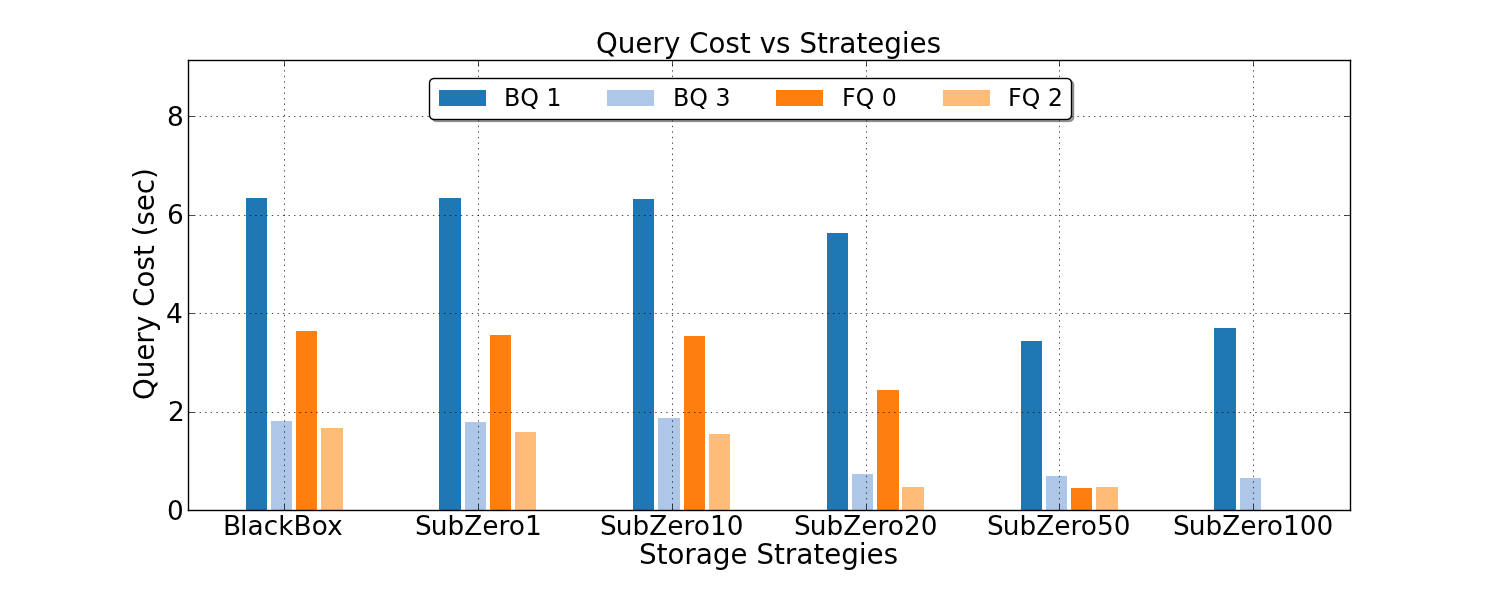 Query Cost vs Strategies
BQ 1 BQ 3 FQ 0 FQ 2
8
6
4
2
0
Query Cost (sec)
BlackBox SubZero1 SubZero10 SubZero20 SubZero50 SubZero100
Storage Strategies